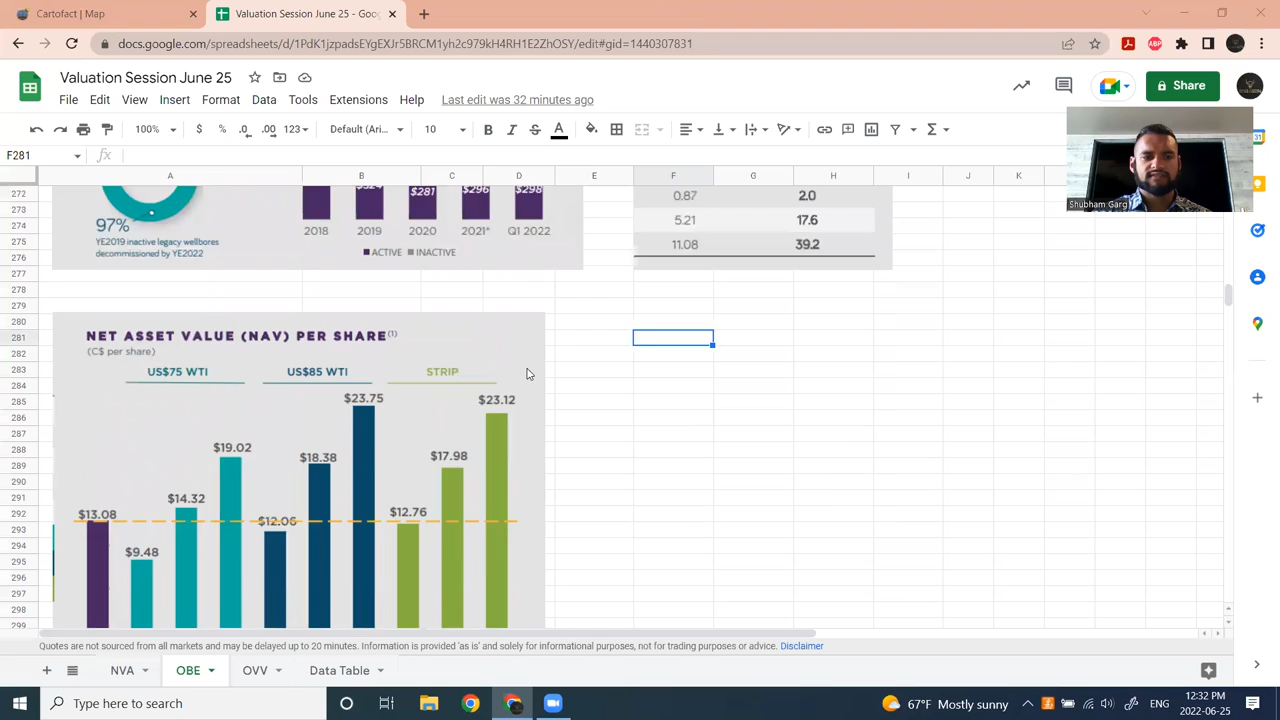 Cartofact | Map
Valuation Session June 25 - Goo
docs.google.com/spreadsheets/d/1PdK1jzpadsEYgEXJr5BRCM1yUSc979kH4RH1E27hOSY/edit#gid=1440307831
Valuation Session June 25
File Edit View Insert Format Data Tools Extensions Help Last edit was 32 minutes ago
Share
100% $ % .0 .00 123 Default (Ari... 10 B I S A
F281
fx
A B C D E F G H I J K
Shubham Garg
272
273
274
275
276
277
278
279
280
281
282
283
284
285
286
287
288
289
290
291
292
293
294
295
296
297
298
299
97%
YE2019 inactive legacy wellbores
decommissioned by YE2022
$281 $296 $298
2018 2019 2020 2021* Q1 2022
ACTIVE INACTIVE
0.87 2.0
5.21 17.6
11.08 39.2
NET ASSET VALUE (NAV) PER SHARE(1)
(C$ per share)
US$75 WTI US$85 WTI STRIP
$13.08
$9.48
$14.32
$19.02
$12.06
$18.38
$23.75
$12.76
$17.98
$23.12
Quotes are not sourced from all markets and may be delayed up to 20 minutes. Information is provided 'as is' and solely for informational purposes, not for trading purposes or advice. Disclaimer
NVA OBE OVV Data Table
Type here to search
67°F Mostly sunny
ENG
12:32 PM
2022-06-25